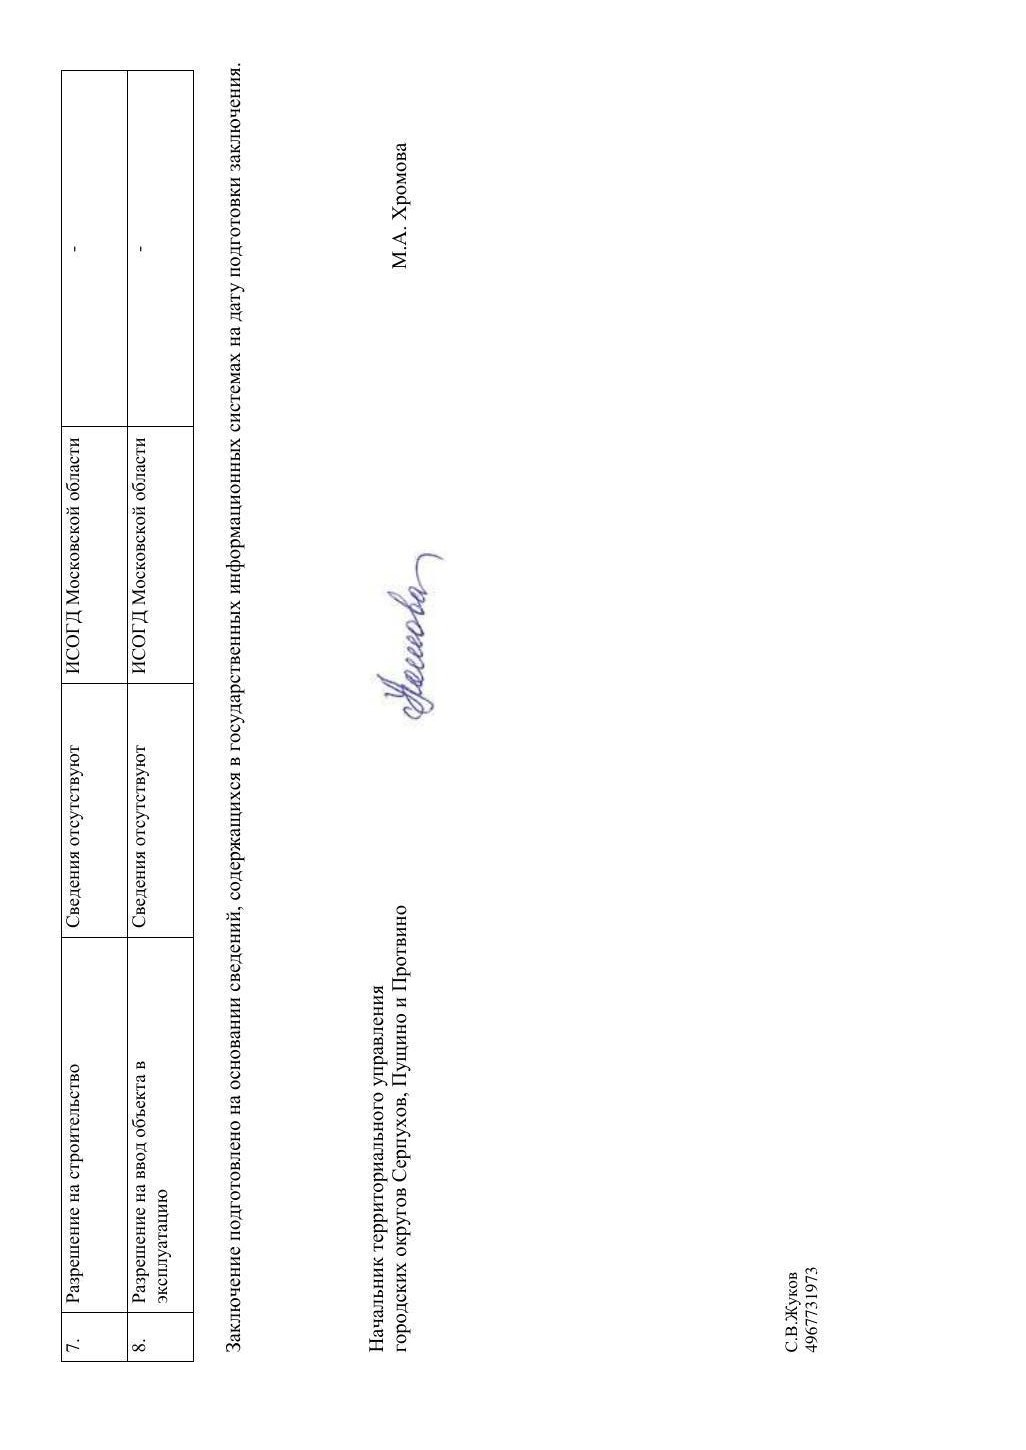 7. Разрешение на строительство Сведения отсутствуют ИСОГД Московской области -
8. Разрешение на ввод объекта в Сведения отсутствуют ИСОГД Московской области -
эксплуатацию
Заключение подготовлено на основании сведений, содержащихся в государственных информационных системах на дату подготовки заключения.
Начальник территориального управления
городских округов Серпухов, Пущино и Протвино М.А. Хромова
С.В.Жуков
4967731973